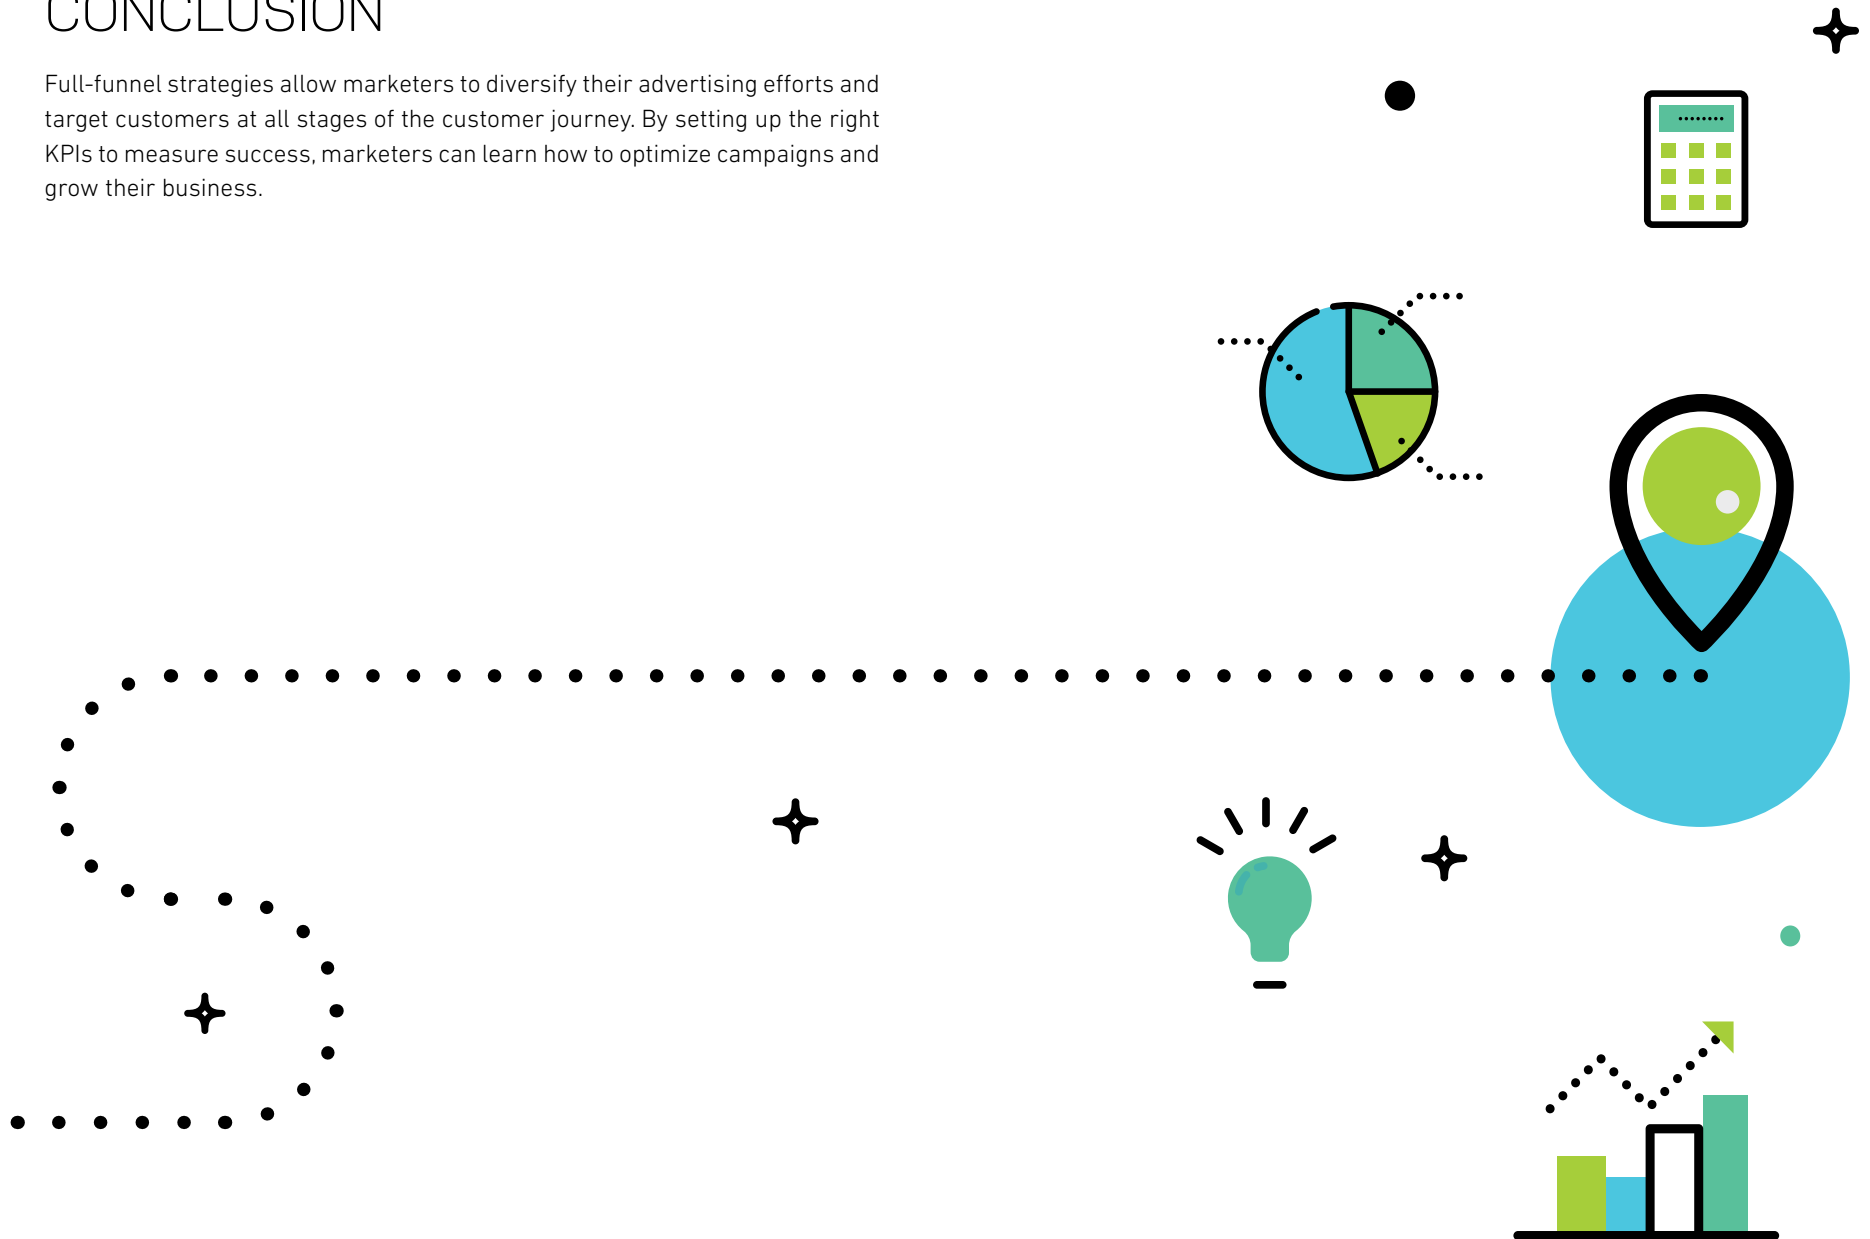 CONCLUSION
Full-funnel strategies allow marketers to diversify their advertising efforts and
target customers at all stages of the customer journey. By setting up the right
KPIs to measure success, marketers can learn how to optimize campaigns and
grow their business.